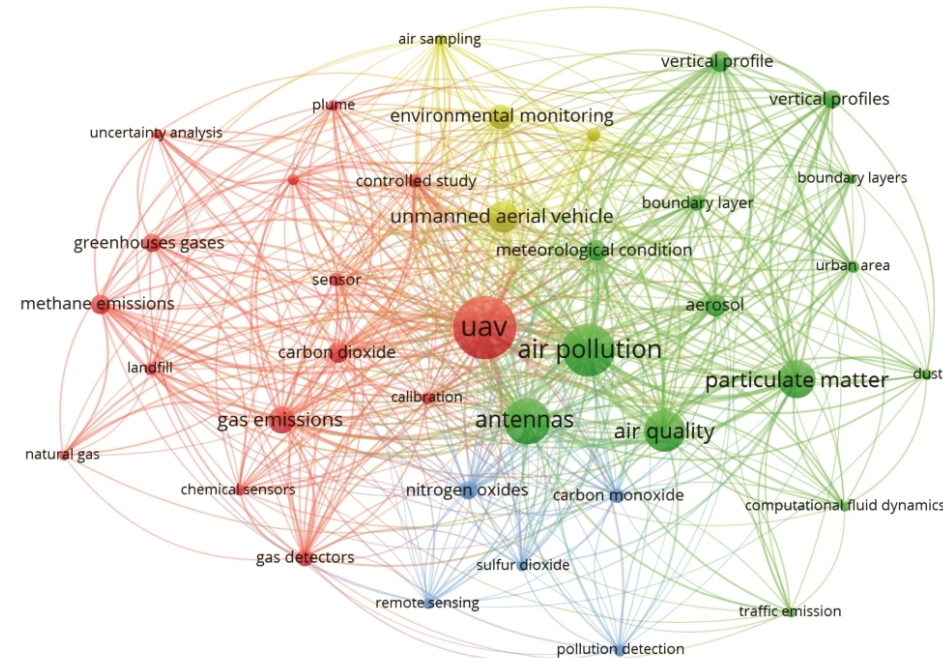 air sampling
vertical profile
vertical profiles
plume
environmental monitoring
uncertainty analysis
controlled study
boundary layers
unmanned aerial vehicle
boundary layer
greenhouses gases
meteorological condition
urban area
sensor
methane emissions
aerosol
uav
air pollution
carbon dioxide
landfill
particulate matter
dust
calibration
gas emissions
antennas
air quality
natural gas
chemical sensors
nitrogen oxides
carbon monoxide
computational fluid dynamics
gas detectors
sulfur dioxide
remote sensing
traffic emission
pollution detection